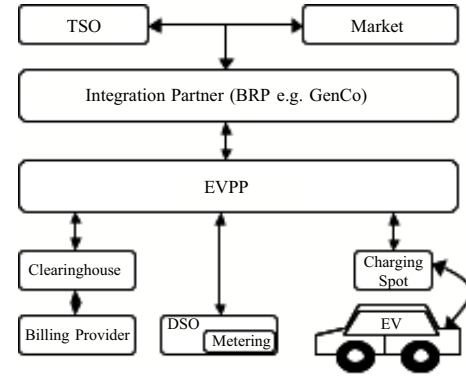 TSO
Market
Integration Partner (BRP e.g. GenCo)
EVPP
Clearinghouse
Charging
Spot
Billing Provider
DSO
Metering
EV